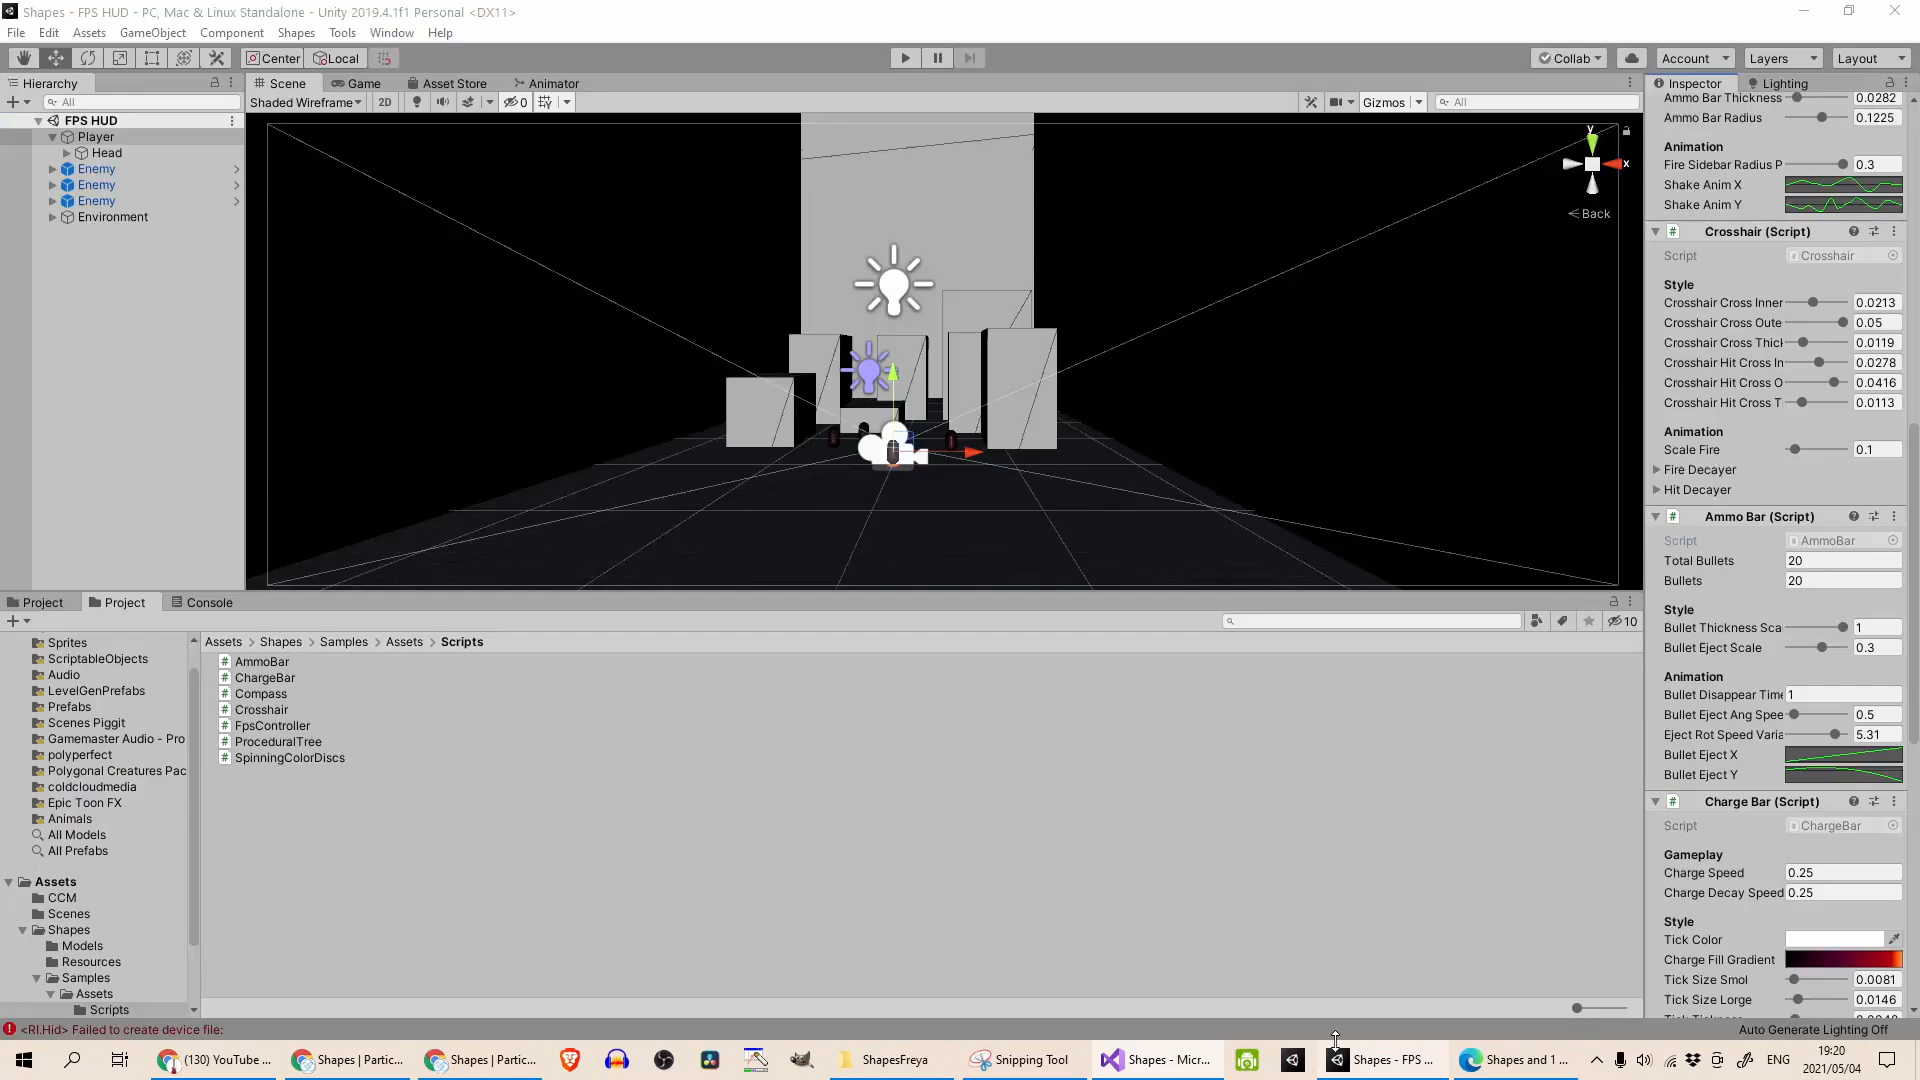 Shapes - FPS HUD - PC, Mac & Linux Standalone - Unity 2019.4.1f1 Personal <DX11>
File Edit Assets GameObject Component Shapes Tools Window Help
Center Local Collab Account Layers Layout
Hierarchy
All
FPS HUD
Player
Head
Enemy
Enemy
Enemy
Environment
Scene Game Asset Store Animator
Shaded Wireframe 2D 0 Gizmos All
y
x
Back
Inspector Lighting
Ammo Bar Thickness 0.0282
Ammo Bar Radius 0.1225
Animation
Fire Sidebar Radius P 0.3
Shake Anim X
Shake Anim Y
# Crosshair (Script)
Script Crosshair
Style
Crosshair Cross Inner 0.0213
Crosshair Cross Oute 0.05
Crosshair Cross Thick 0.0119
Crosshair Hit Cross In 0.0278
Crosshair Hit Cross O 0.0416
Crosshair Hit Cross T 0.0113
Animation
Scale Fire 0.1
Fire Decayer
Hit Decayer
# Ammo Bar (Script)
Script AmmoBar
Total Bullets 20
Bullets 20
Style
Bullet Thickness Sca 1
Bullet Eject Scale 0.3
Animation
Bullet Disappear Time 1
Bullet Eject Ang Spee 0.5
Eject Rot Speed Varia 5.31
Bullet Eject X
Bullet Eject Y
# Charge Bar (Script)
Script ChargeBar
Gameplay
Charge Speed 0.25
Charge Decay Speed 0.25
Style
Tick Color
Charge Fill Gradient
Tick Size Smol 0.0081
Tick Size Lorge 0.0146
Project Project Console
10
Sprites
ScriptableObjects
Audio
LevelGenPrefabs
Prefabs
Scenes Piggit
Gamemaster Audio - Pro
polyperfect
Polygonal Creatures Pac
coldcloudmedia
Epic Toon FX
Animals
All Models
All Prefabs
Assets
CCM
Scenes
Shapes
Models
Resources
Samples
Assets
Scripts
Assets > Shapes > Samples > Assets > Scripts
# AmmoBar
# ChargeBar
# Compass
# Crosshair
# FpsController
# ProceduralTree
# SpinningColorDiscs
<RI.Hid> Failed to create device file:
Auto Generate Lighting Off
(130) YouTube ... Shapes | Partic... Shapes | Partic... ShapesFreya Snipping Tool Shapes - Micr... Shapes - FPS ... Shapes and 1 ... ENG
19:20
2021/05/04